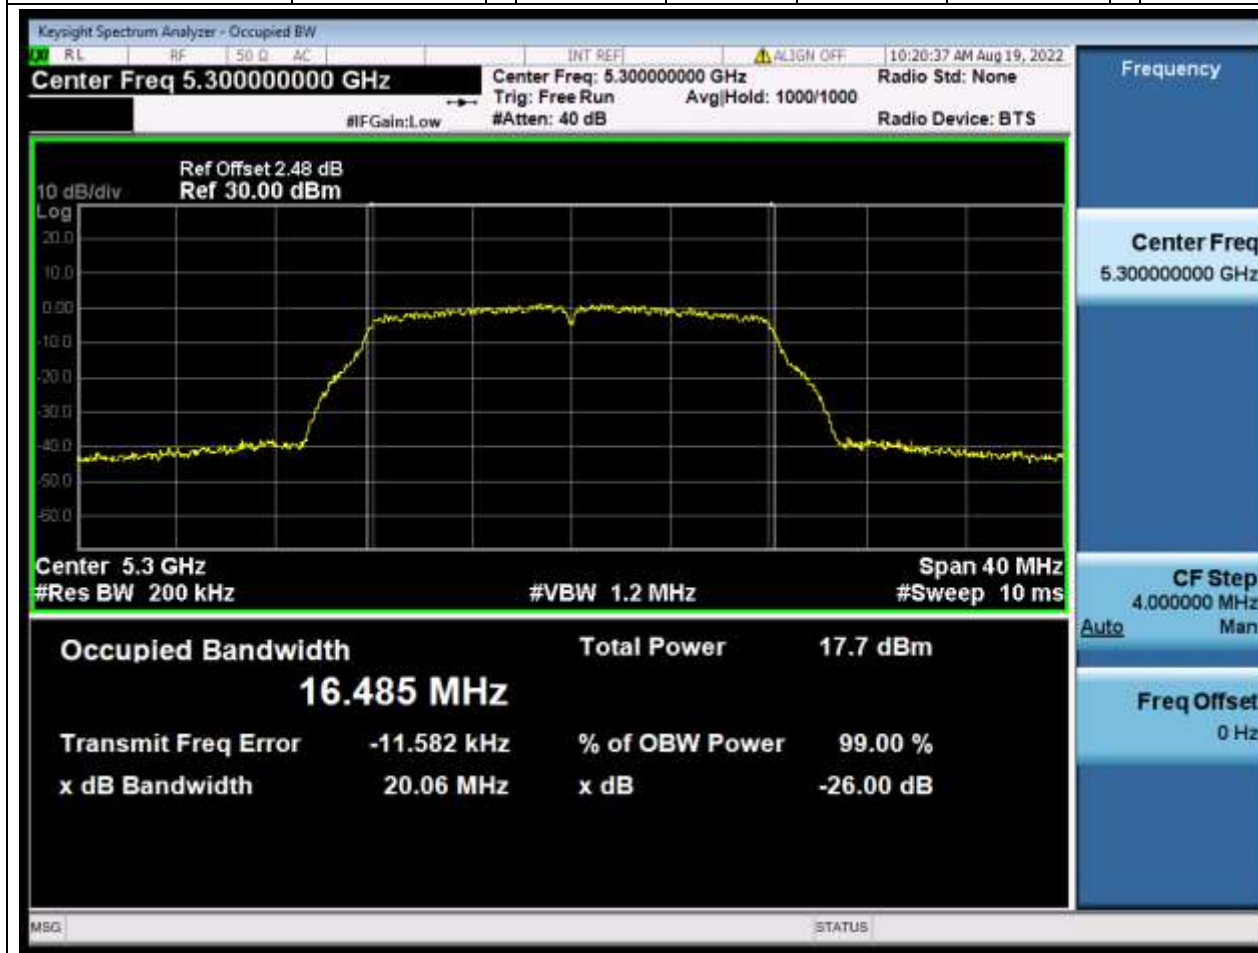 Keysight Spectrum Analyzer - Occupied BW
RL RF 50 Ω AC INT REF ALIGN OFF 10:20:37 AM Aug 19, 2022
Center Freq 5.300000000 GHz
Center Freq: 5.300000000 GHz Radio Std: None
Trig: Free Run Avg|Hold: 1000/1000
#IFGain:Low #Atten: 40 dB Radio Device: BTS
Ref Offset 2.48 dB
10 dB/div Ref 30.00 dBm
Log
20.0
10.0
0.00
-10.0
-20.0
-30.0
-40.0
-50.0
-60.0
Center 5.3 GHz Span 40 MHz
#Res BW 200 kHz #VBW 1.2 MHz #Sweep 10 ms
Occupied Bandwidth Total Power 17.7 dBm
16.485 MHz
Transmit Freq Error -11.582 kHz % of OBW Power 99.00 %
x dB Bandwidth 20.06 MHz x dB -26.00 dB
MSG STATUS
Frequency
Center Freq
5.300000000 GHz
CF Step
4.000000 MHz
Auto Man
Freq Offset
0 Hz